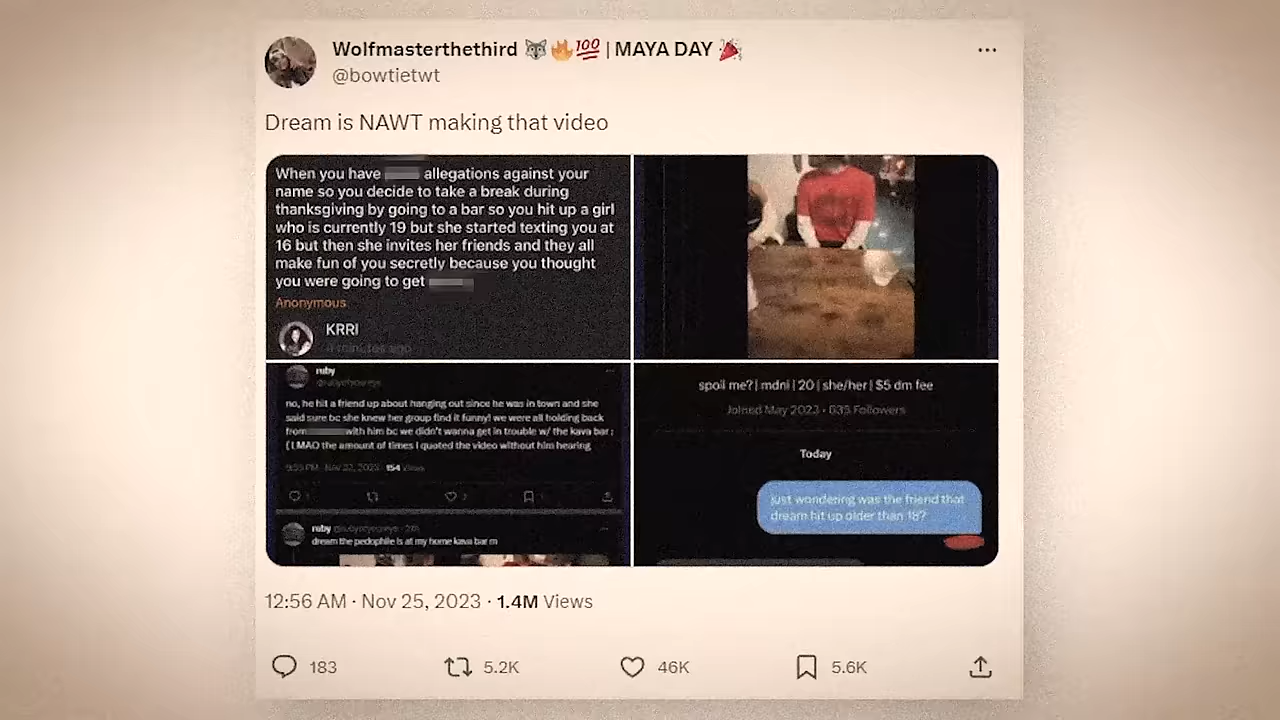 Wolfmasterthethird 🐺🔥💯 | MAYA DAY 🎉
@bowtietwt
Dream is NAWT making that video
When you have allegations against your
name so you decide to take a break during
thanksgiving by going to a bar so you hit up a girl
who is currently 19 but she started texting you at
16 but then she invites her friends and they all
make fun of you secretly because you thought
you were going to get
Anonymous
KRRI
ruby
no, he hit a friend up about hanging out since he was in town and she
said sure bc she knew her group find it funny! we were all holding back
from with him bc we didn't wanna get in trouble w/ the kava bar :
( LMAO the amount of times I quoted the video without him hearing
9:53 PM · Nov 22, 2023 · 154 Views
ruby
dream the pedophile is at my home kava bar rn
spoil me? | mdni | 20 | she/her | $5 dm fee
Joined May 2023 · 635 Followers
Today
just wondering was the friend that
dream hit up older than 18?
12:56 AM · Nov 25, 2023 · 1.4M Views
183
5.2K
46K
5.6K